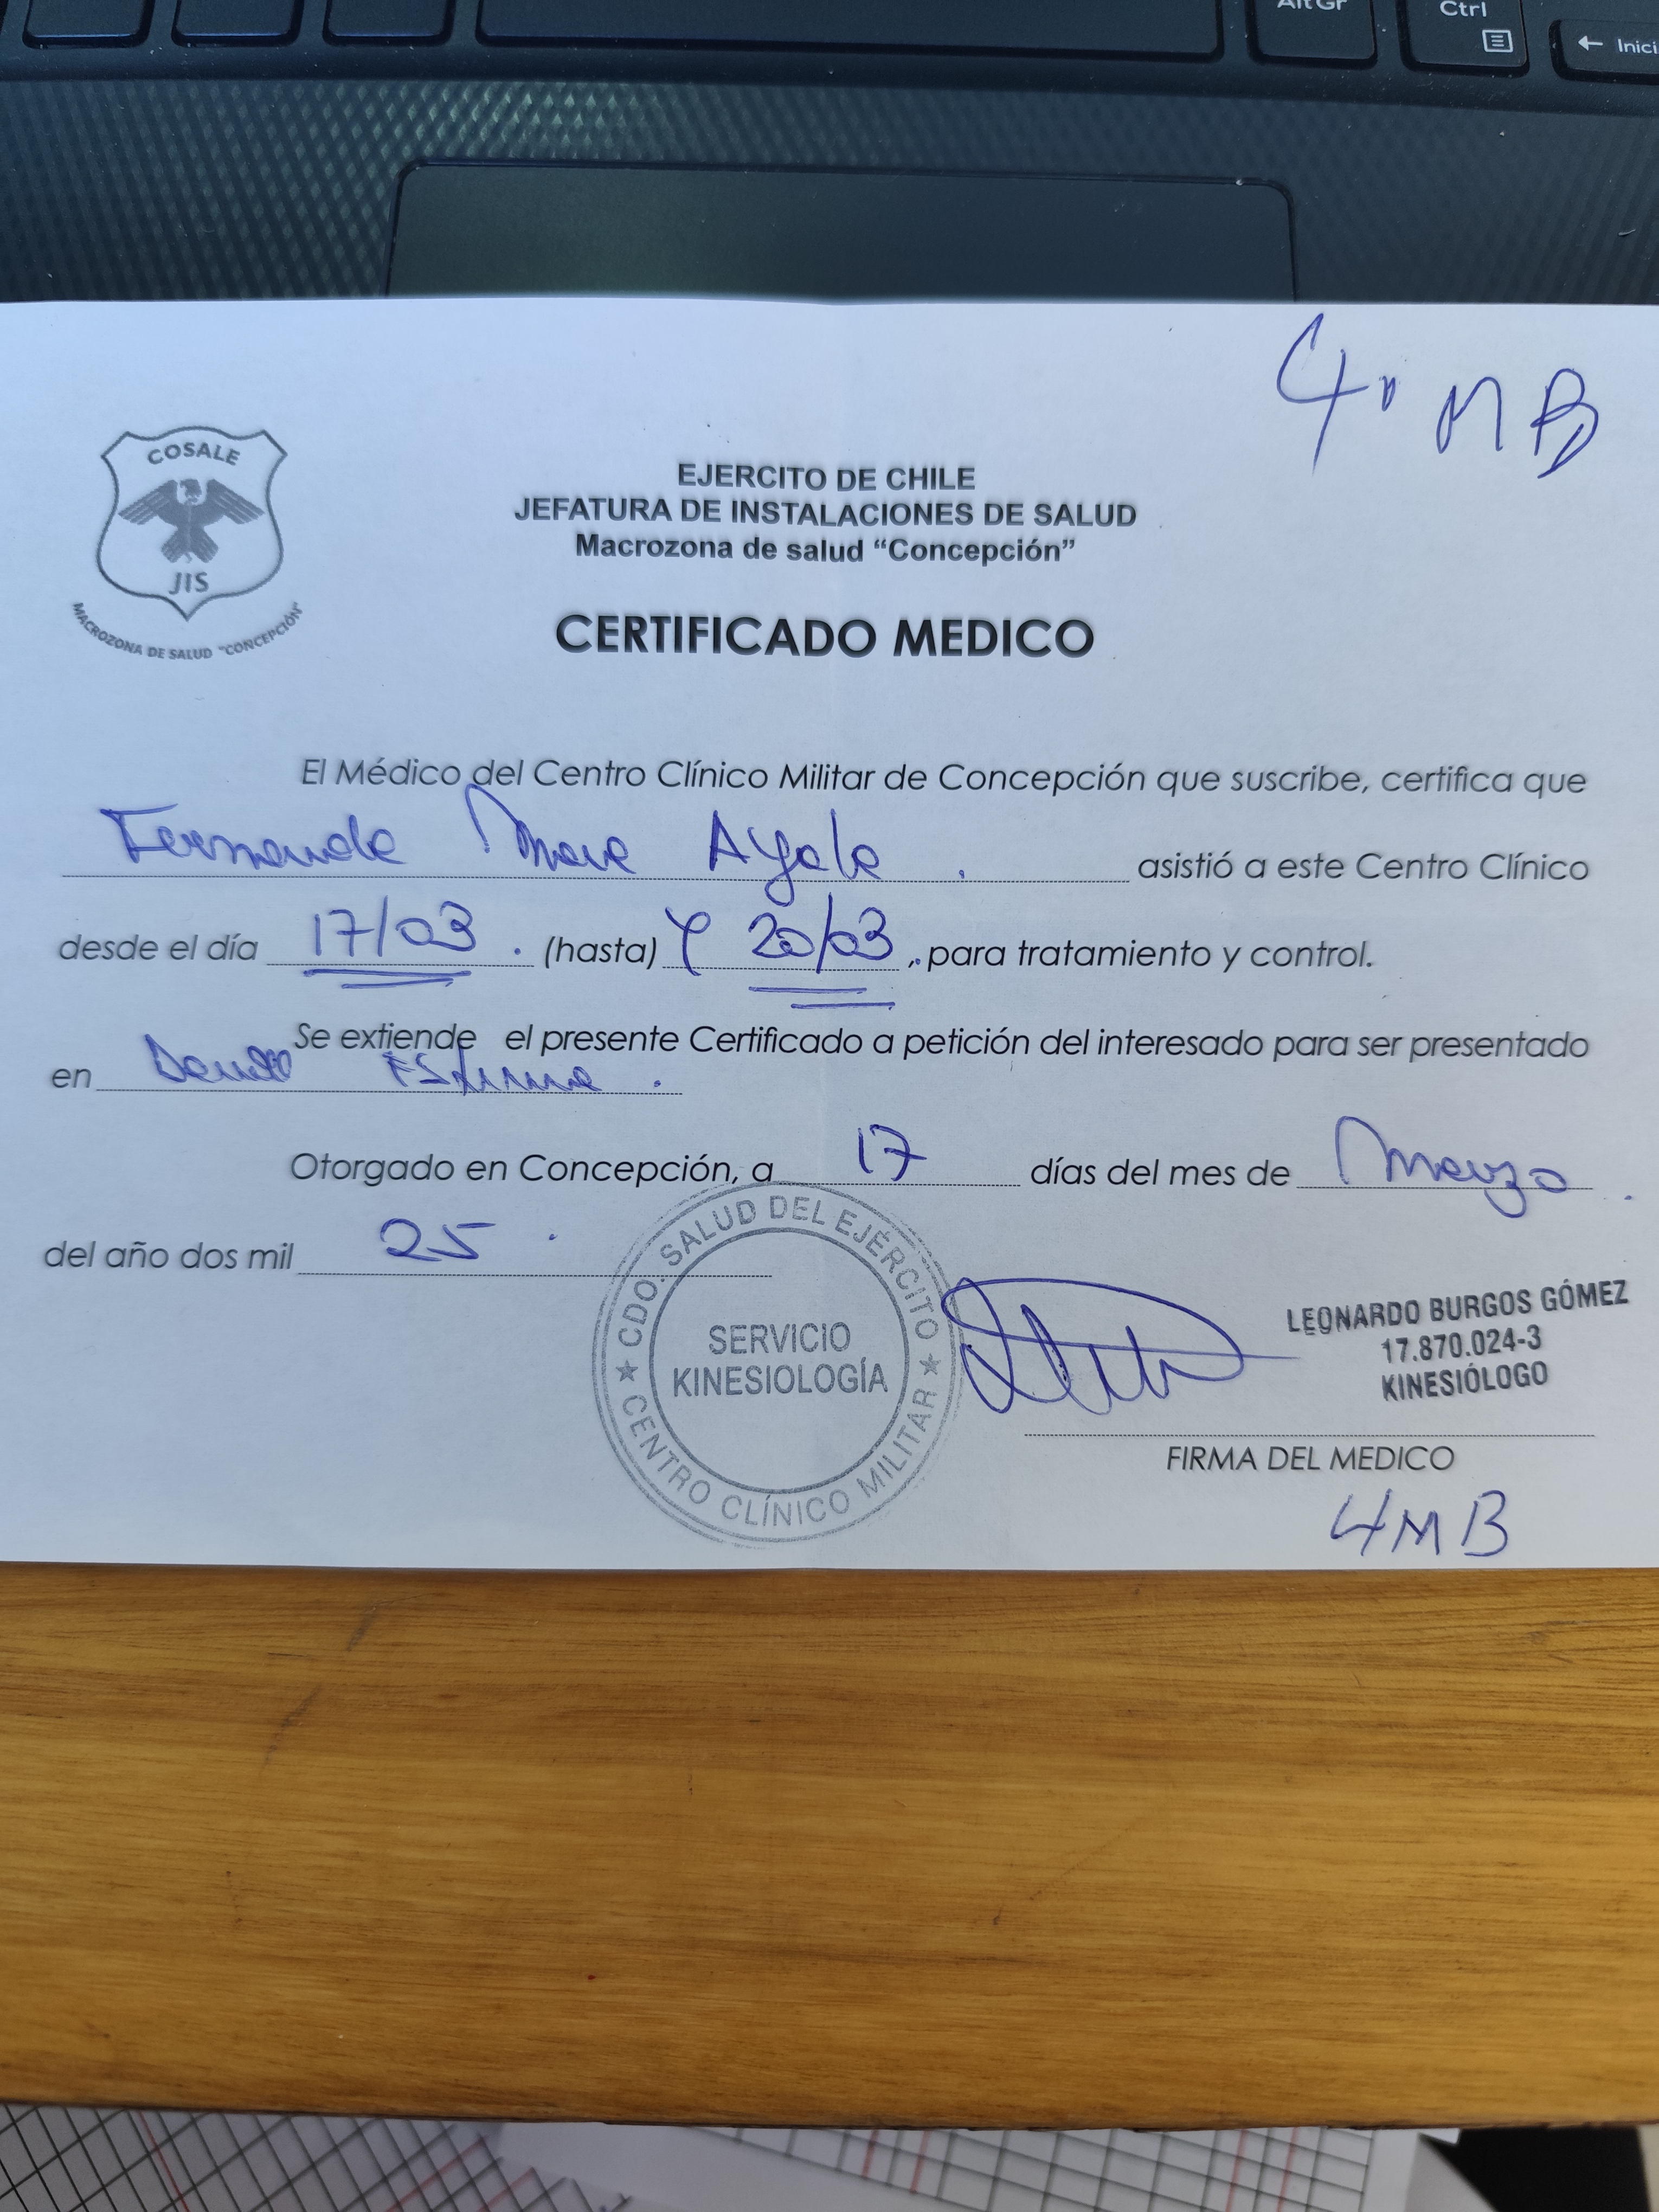 AltGr
Ctrl
← Inici
4° MB
COSALE
JIS
MACROZONA DE SALUD "CONCEPCIÓN"
EJERCITO DE CHILE
JEFATURA DE INSTALACIONES DE SALUD
Macrozona de salud “Concepción”
CERTIFICADO MEDICO
El Médico del Centro Clínico Militar de Concepción que suscribe, certifica que
Fernanda Ayala . asistió a este Centro Clínico
desde el día 17/03 . (hasta) Y 20/03 , para tratamiento y control.
Se extiende el presente Certificado a petición del interesado para ser presentado
en
Otorgado en Concepción, a 17 días del mes de Marzo .
del año dos mil 25 .
CDO. SALUD DEL EJÉRCITO
SERVICIO
KINESIOLOGÍA
CENTRO CLÍNICO MILITAR
LEONARDO BURGOS GÓMEZ
17.870.024-3
KINESIÓLOGO
FIRMA DEL MEDICO
4MB